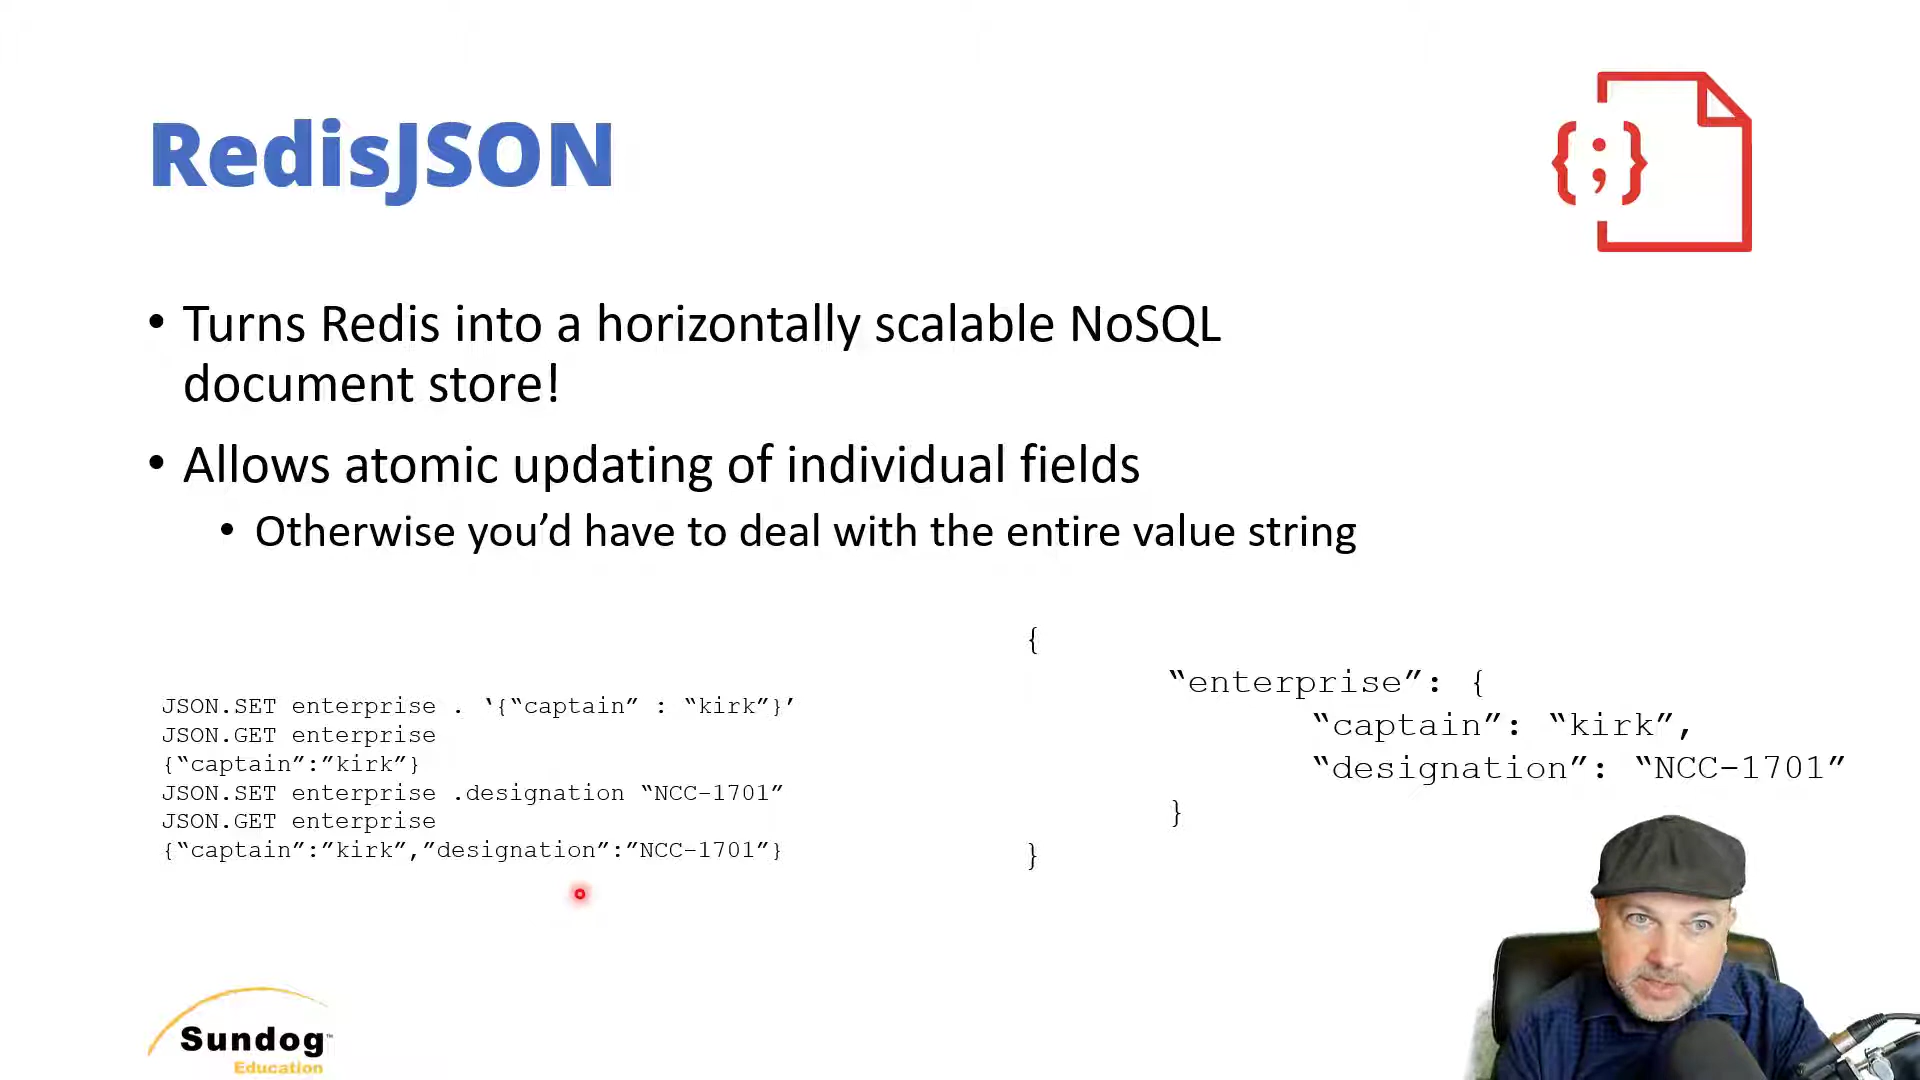 RedisJSON
{;}
• Turns Redis into a horizontally scalable NoSQL
document store!
• Allows atomic updating of individual fields
• Otherwise you’d have to deal with the entire value string
JSON.SET enterprise . ‘{“captain” : “kirk”}’
JSON.GET enterprise
{“captain”:”kirk”}
JSON.SET enterprise .designation “NCC-1701”
JSON.GET enterprise
{“captain”:”kirk”,”designation”:”NCC-1701”}
{
“enterprise”: {
“captain”: “kirk”,
“designation”: “NCC-1701”
}
}
Sundog™
Education